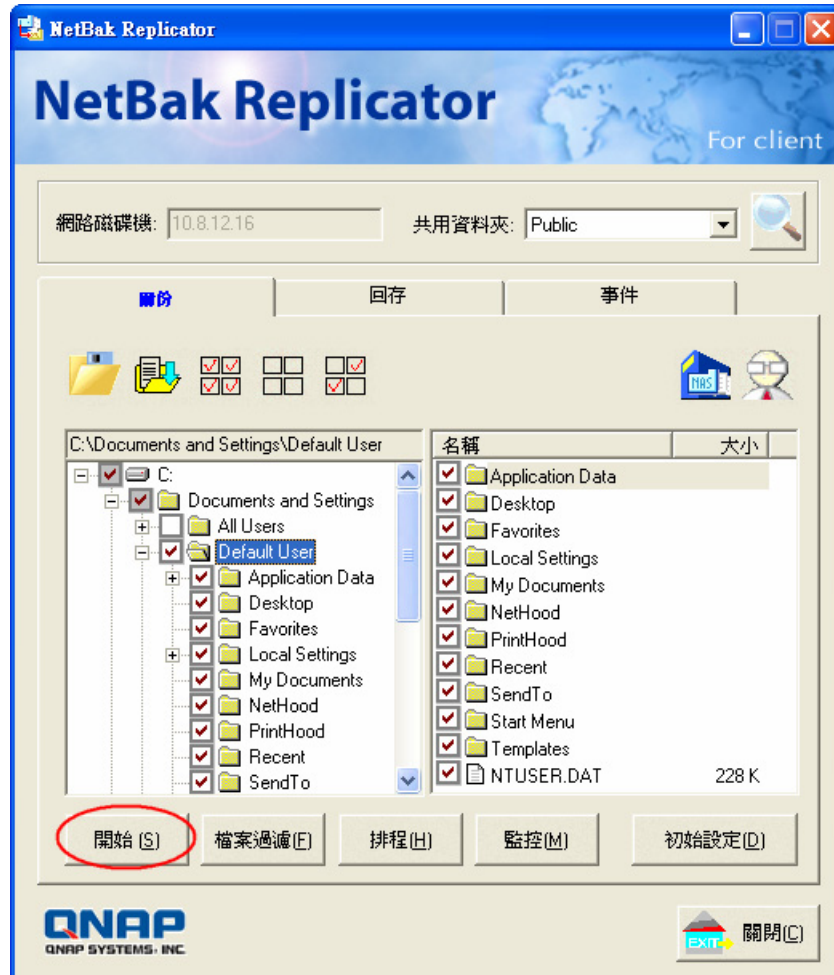 NetBak Replicator
NetBak Replicator
For client
網路磁碟機: 10.8.12.16 共用資料夾: Public
備份 回存 事件
NAS
C:\Documents and Settings\Default User 名稱 大小
C:
Documents and Settings
All Users
Default User
Application Data
Desktop
Favorites
Local Settings
My Documents
NetHood
PrintHood
Recent
SendTo
Application Data
Desktop
Favorites
Local Settings
My Documents
NetHood
PrintHood
Recent
SendTo
Start Menu
Templates
NTUSER.DAT 228 K
開始 (S) 檔案過濾(F) 排程(H) 監控(M) 初始設定(D)
QNAP
QNAP SYSTEMS, INC.
EXIT 關閉(C)